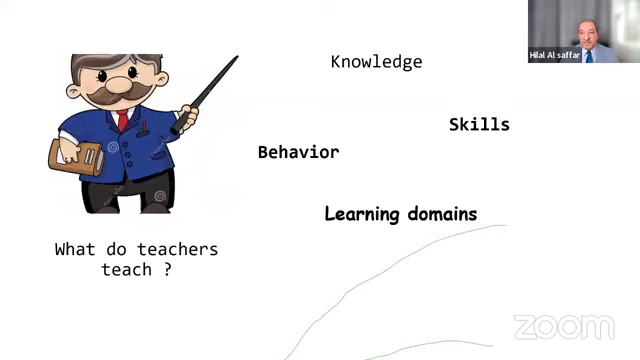 Hilal Al saffar
Knowledge
Skills
Behavior
Learning domains
What do teachers
teach ?
zoom